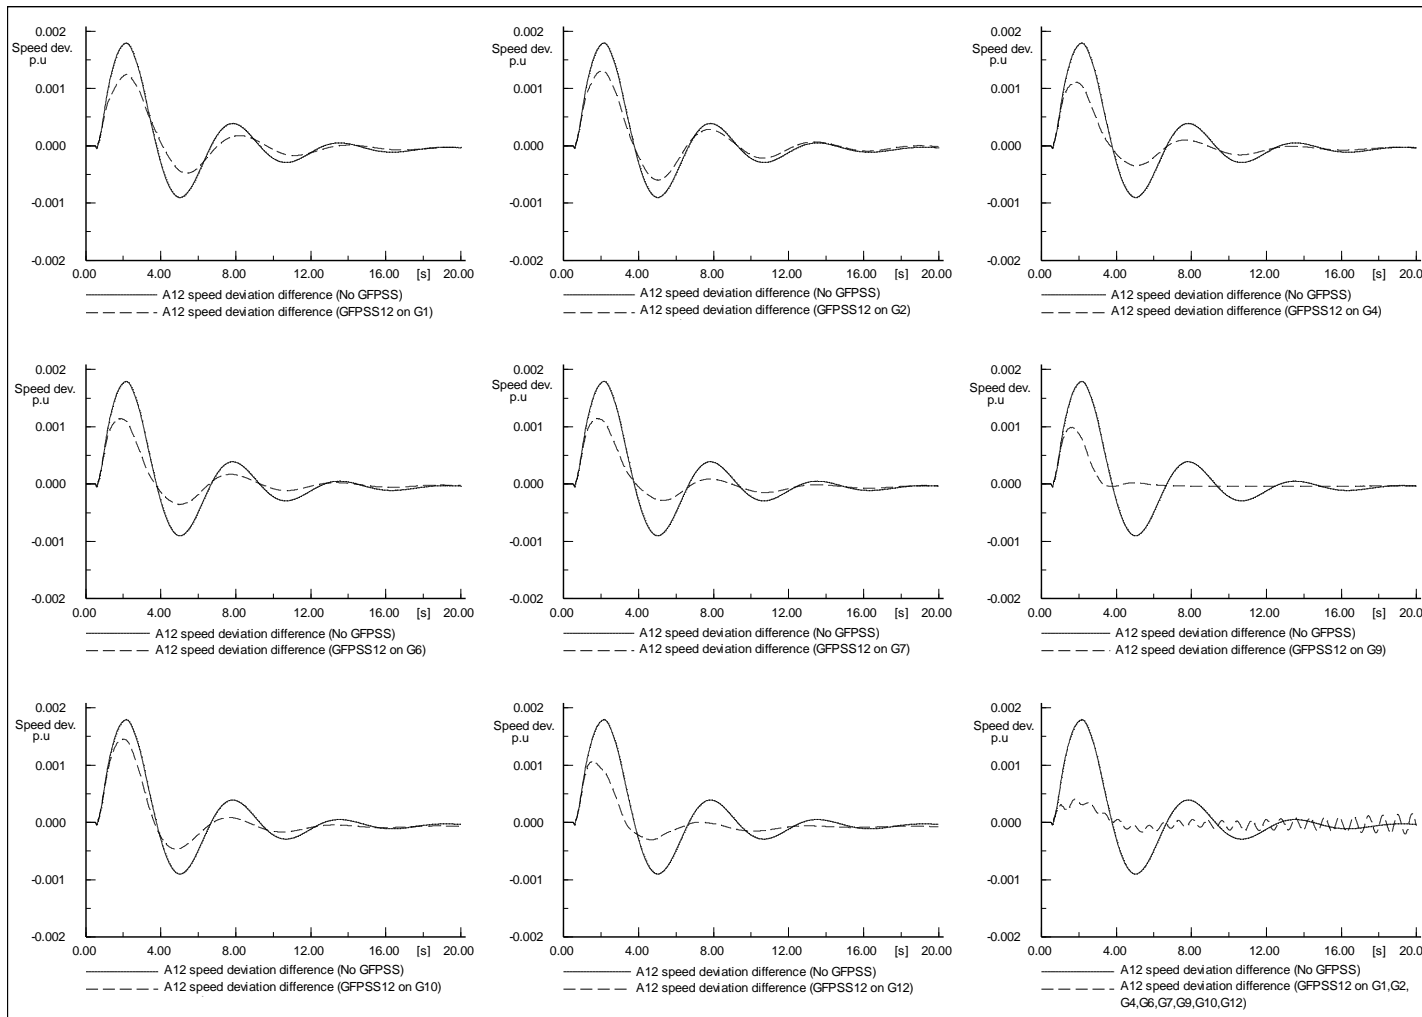 0.002
Speed dev.
p.u
0.001
0.000
-0.001
-0.002
0.00 4.00 8.00 12.00 16.00 [s] 20.00
A12 speed deviation difference (No GFPSS)
A12 speed deviation difference (GFPSS12 on G1)
0.002
Speed dev.
p.u
0.001
0.000
-0.001
-0.002
0.00 4.00 8.00 12.00 16.00 [s] 20.00
A12 speed deviation difference (No GFPSS)
A12 speed deviation difference (GFPSS12 on G2)
0.002
Speed dev.
p.u
0.001
0.000
-0.001
-0.002
0.00 4.00 8.00 12.00 16.00 [s] 20.00
A12 speed deviation difference (No GFPSS)
A12 speed deviation difference (GFPSS12 on G4)
0.002
Speed dev.
p.u
0.001
0.000
-0.001
-0.002
0.00 4.00 8.00 12.00 16.00 [s] 20.00
A12 speed deviation difference (No GFPSS)
A12 speed deviation difference (GFPSS12 on G6)
0.002
Speed dev.
p.u
0.001
0.000
-0.001
-0.002
0.00 4.00 8.00 12.00 16.00 [s] 20.00
A12 speed deviation difference (No GFPSS)
A12 speed deviation difference (GFPSS12 on G7)
0.002
Speed dev.
p.u
0.001
0.000
-0.001
-0.002
0.00 4.00 8.00 12.00 16.00 [s] 20.00
A12 speed deviation difference (No GFPSS)
A12 speed deviation difference (GFPSS12 on G9)
0.002
Speed dev.
p.u
0.001
0.000
-0.001
-0.002
0.00 4.00 8.00 12.00 16.00 [s] 20.00
A12 speed deviation difference (No GFPSS)
A12 speed deviation difference (GFPSS12 on G10)
0.002
Speed dev.
p.u
0.001
0.000
-0.001
-0.002
0.00 4.00 8.00 12.00 16.00 [s] 20.00
A12 speed deviation difference (No GFPSS)
A12 speed deviation difference (GFPSS12 on G12)
0.002
Speed dev.
p.u
0.001
0.000
-0.001
-0.002
0.00 4.00 8.00 12.00 16.00 [s] 20.00
A12 speed deviation difference (No GFPSS)
A12 speed deviation difference (GFPSS12 on G1,G2,
G4,G6,G7,G9,G10,G12)